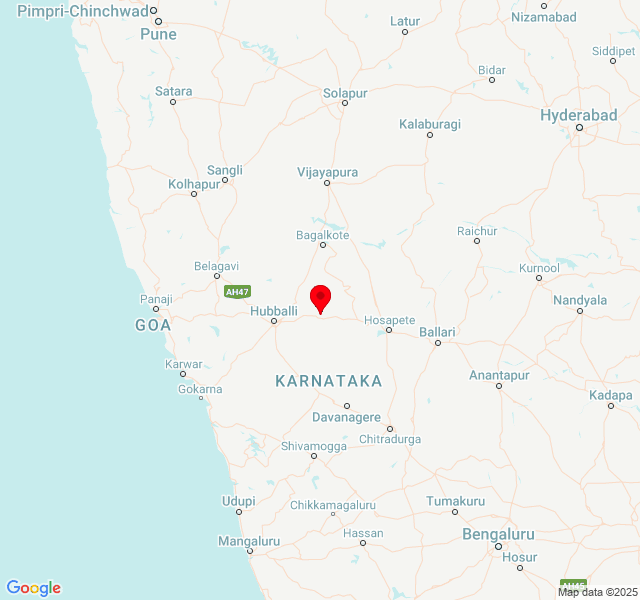 Pimpri-Chinchwad
Pune
Latur
Nizamabad
Siddipet
Bidar
Satara
Solapur
Hyderabad
Kalaburagi
Sangli
Vijayapura
Kolhapur
Bagalkote
Raichur
Belagavi
Kurnool
AH47
Panaji
Nandyala
Hubballi
GOA
Hosapete
Ballari
Karwar
KARNATAKA
Anantapur
Gokarna
Kadapa
Davanagere
Chitradurga
Shivamogga
Udupi
Chikkamagaluru
Tumakuru
Hassan
Bengaluru
Mangaluru
Hosur
AH45
Google
Map data ©2025